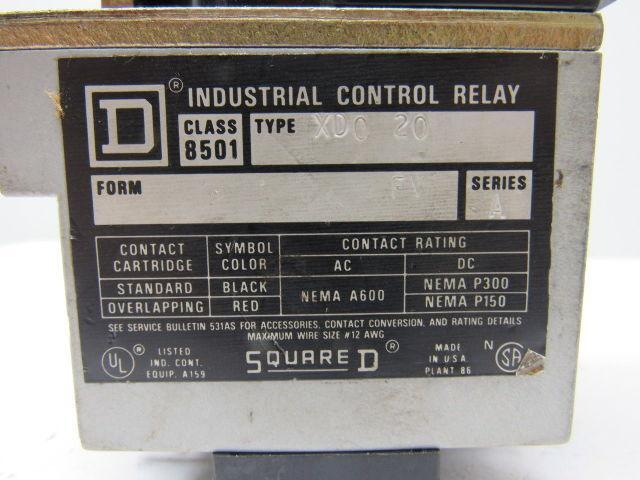 D ® INDUSTRIAL CONTROL RELAY
CLASS 8501 TYPE XDO 20
FORM EV SERIES A
CONTACT CARTRIDGE SYMBOL COLOR CONTACT RATING
AC DC
STANDARD BLACK NEMA A600 NEMA P300
OVERLAPPING RED NEMA P150
SEE SERVICE BULLETIN 531AS FOR ACCESSORIES, CONTACT CONVERSION, AND RATING DETAILS
MAXIMUM WIRE SIZE #12 AWG
UL ® LISTED
IND. CONT.
EQUIP. A159
SQUARE D ®
MADE
IN U.S.A.
PLANT 86
N SA